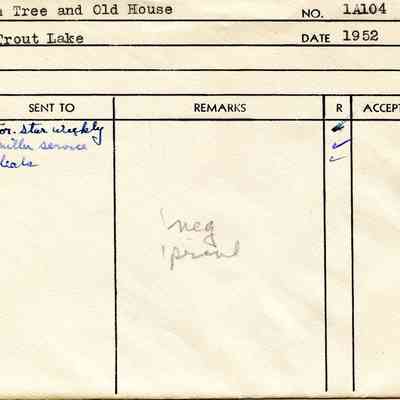 n Tree and Old House NO. 1A104
Trout Lake DATE 1952
SENT TO REMARKS R ACCEPT
or. Star Weekly
service
1 neg
1 print